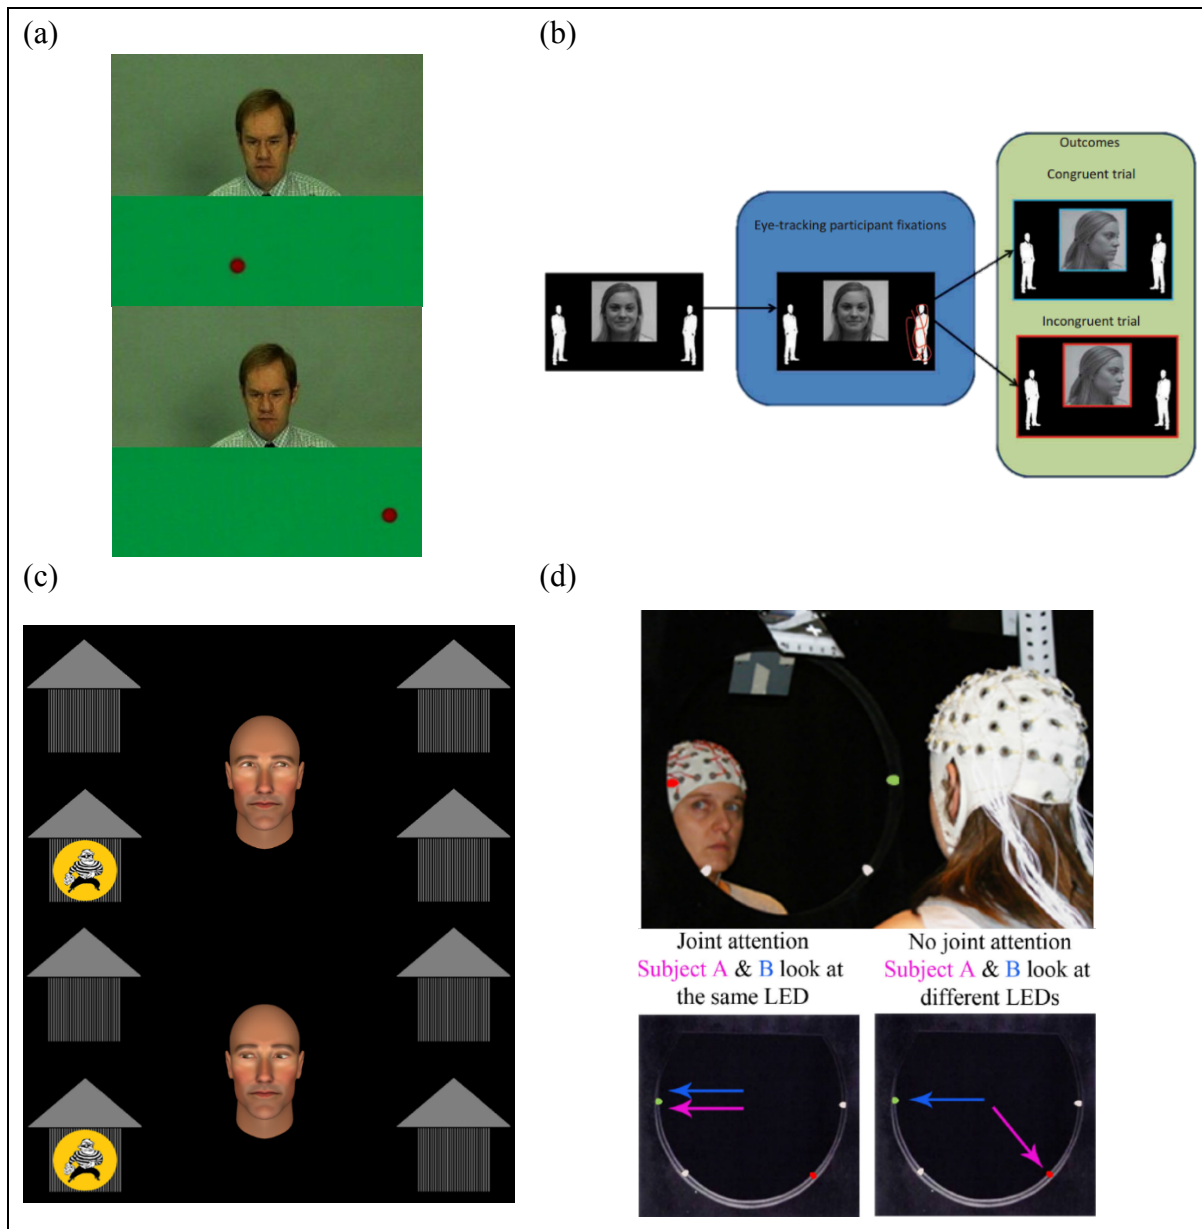 (a)
(b)
Eye-tracking participant fixations
Outcomes
Congruent trial
Incongruent trial
(c)
(d)
Joint attention
Subject A & B look at
the same LED
No joint attention
Subject A & B look at
different LEDs